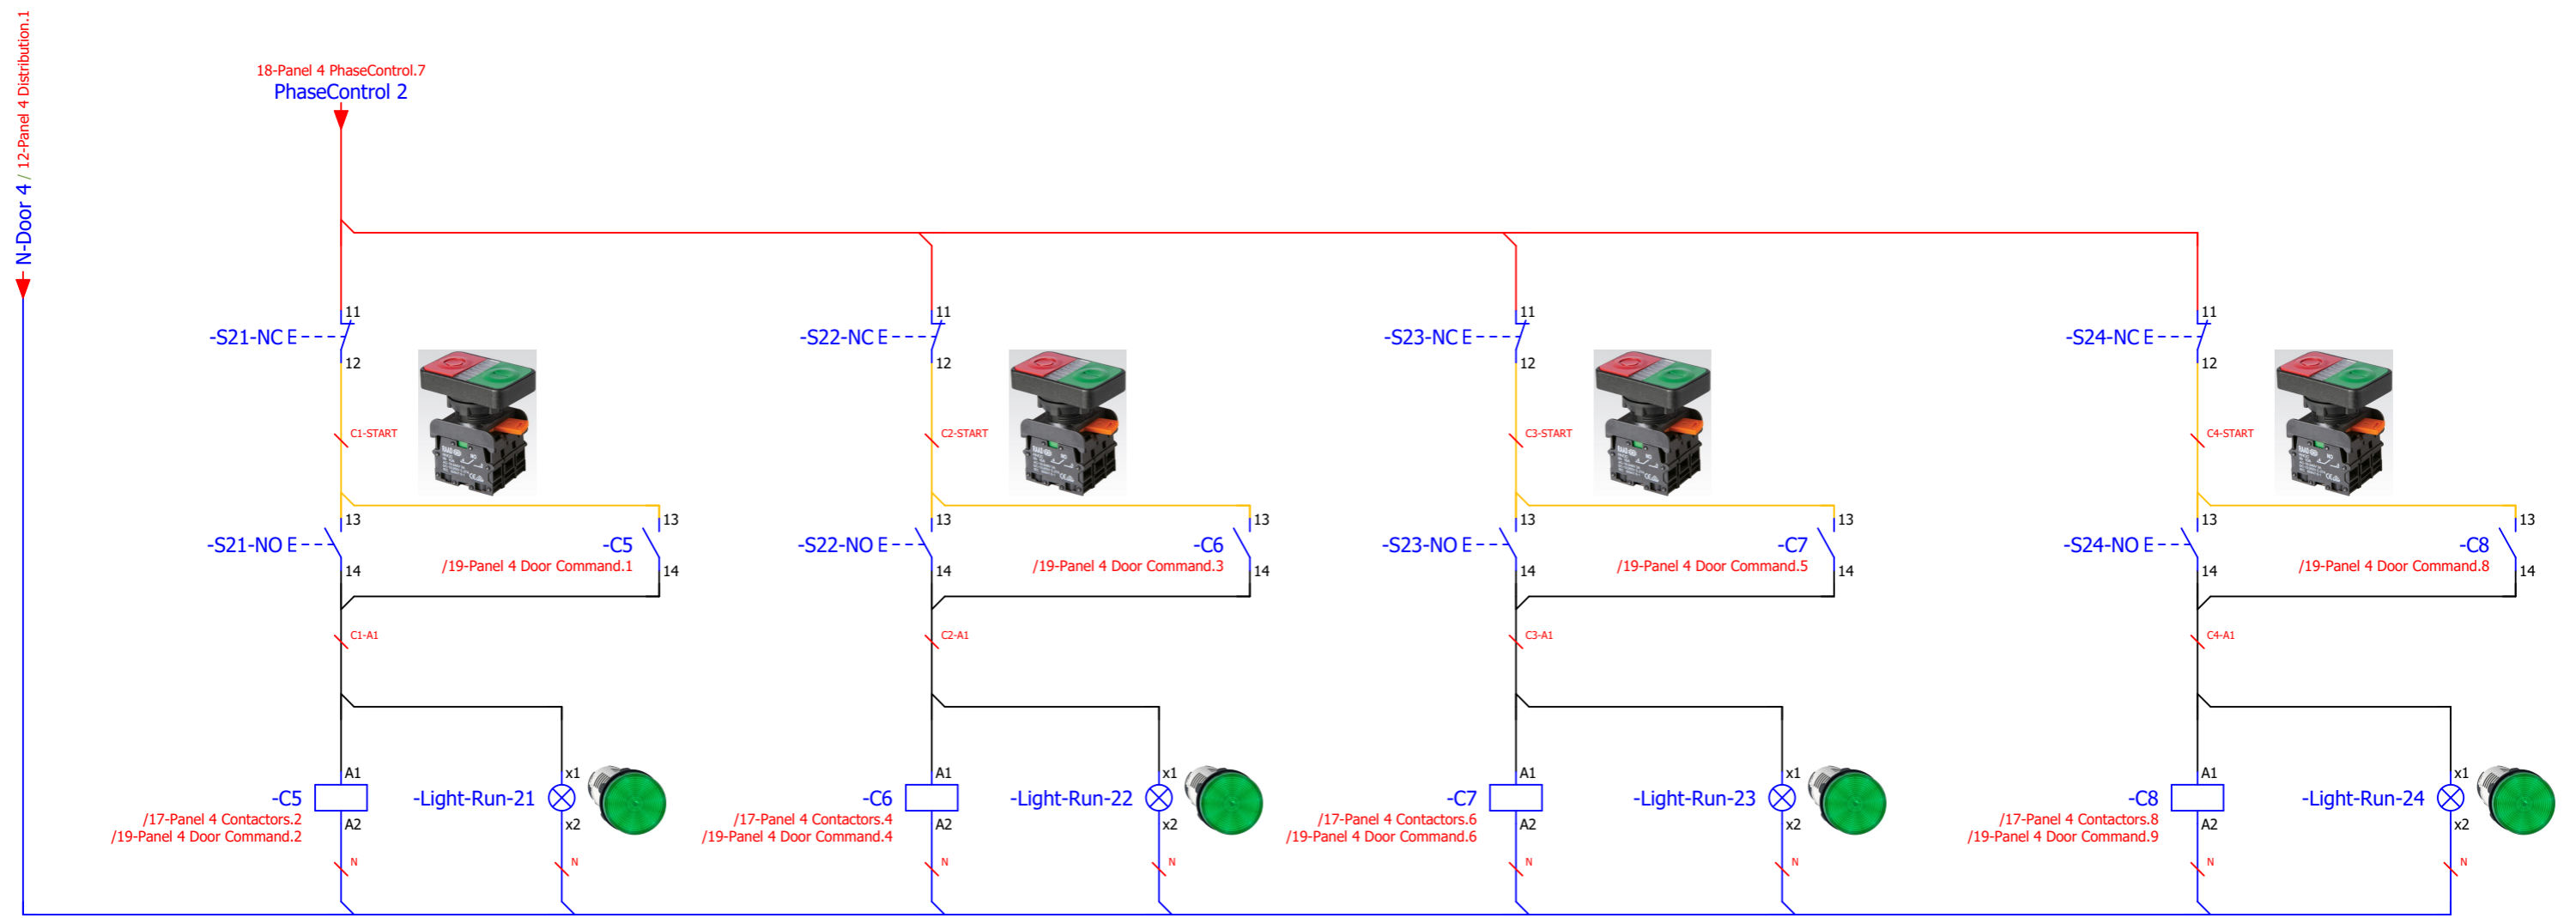 N-Door 4 / 12-Panel 4 Distribution.1
18-Panel 4 PhaseControl.7
PhaseControl 2
11
-S21-NC E
12
11
-S22-NC E
12
11
-S23-NC E
12
11
-S24-NC E
12
C1-START
C2-START
C3-START
C4-START
13
-S21-NO E
14
13
-C5
/19-Panel 4 Door Command.1
14
13
-S22-NO E
14
13
-C6
/19-Panel 4 Door Command.3
14
13
-S23-NO E
14
13
-C7
/19-Panel 4 Door Command.5
14
13
-S24-NO E
14
13
-C8
/19-Panel 4 Door Command.8
14
C1-A1
C2-A1
C3-A1
C4-A1
A1
-C5
/17-Panel 4 Contactors.2
A2
/19-Panel 4 Door Command.2
x1
-Light-Run-21
x2
A1
-C6
/17-Panel 4 Contactors.4
A2
/19-Panel 4 Door Command.4
x1
-Light-Run-22
x2
A1
-C7
/17-Panel 4 Contactors.6
A2
/19-Panel 4 Door Command.6
x1
-Light-Run-23
x2
A1
-C8
/17-Panel 4 Contactors.8
A2
/19-Panel 4 Door Command.9
x1
-Light-Run-24
x2
N
N
N
N
N
N
N
N